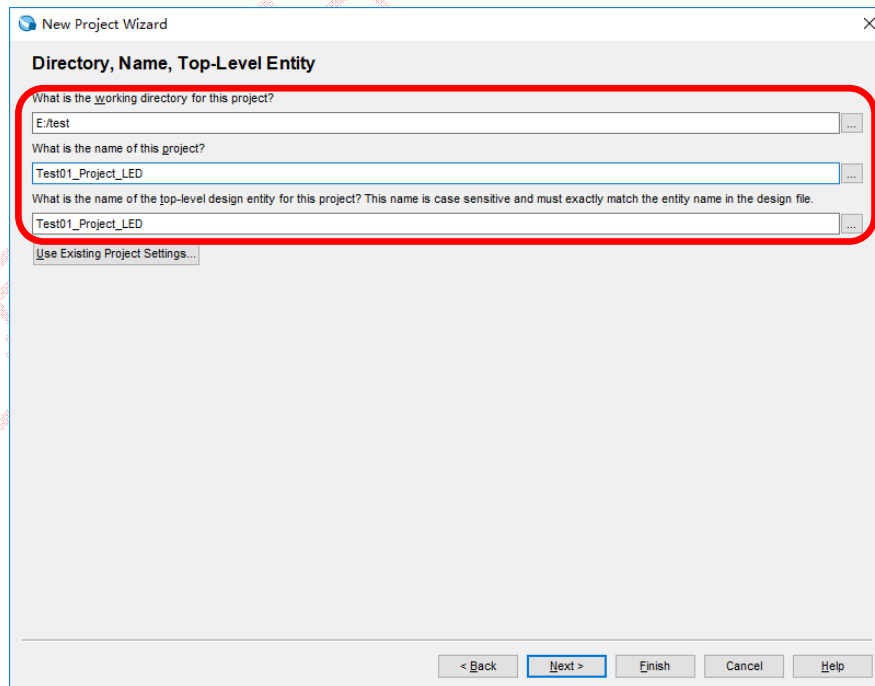 New Project Wizard
Directory, Name, Top-Level Entity
What is the working directory for this project?
E:/test
...
What is the name of this project?
Test01_Project_LED
...
What is the name of the top-level design entity for this project? This name is case sensitive and must exactly match the entity name in the design file.
Test01_Project_LED
...
Use Existing Project Settings...
< Back
Next >
Finish
Cancel
Help